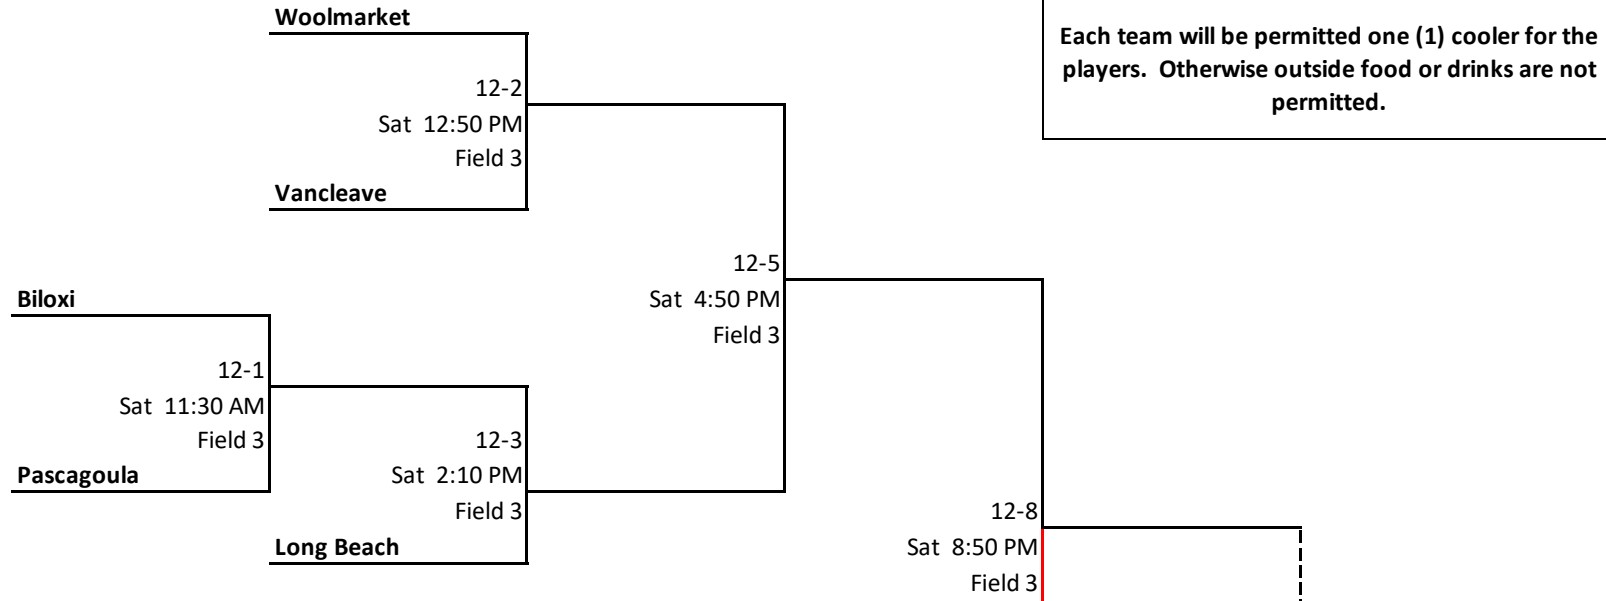 Woolmarket
Each team will be permitted one (1) cooler for the
players.  Otherwise outside food or drinks are not
permitted.
12-2
Sat  12:50 PM
Field 3
Vancleave
12-5
Sat  4:50 PM
Field 3
Biloxi
12-1
Sat  11:30 AM
Field 3
Pascagoula
12-3
Sat  2:10 PM
Field 3
Long Beach
12-8
Sat  8:50 PM
Field 3